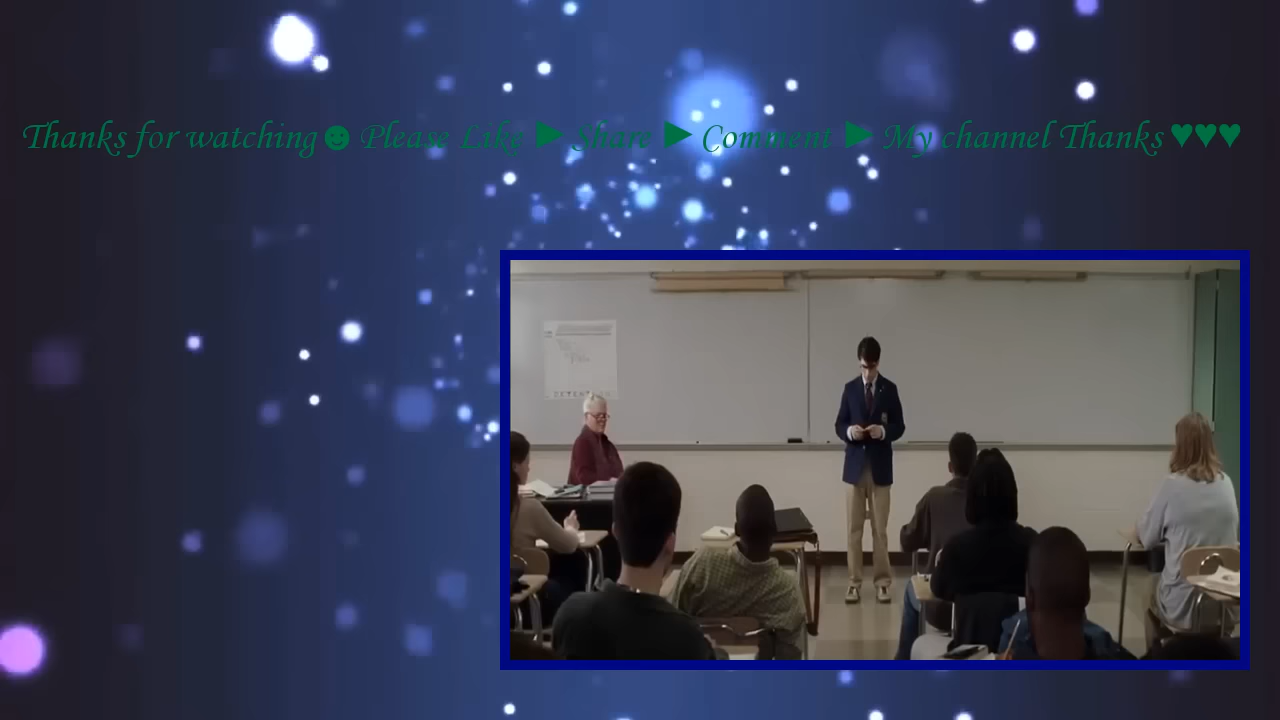 Thanks for watching☻ Please Like ► Share ► Comment ► My channel Thanks ♥♥♥